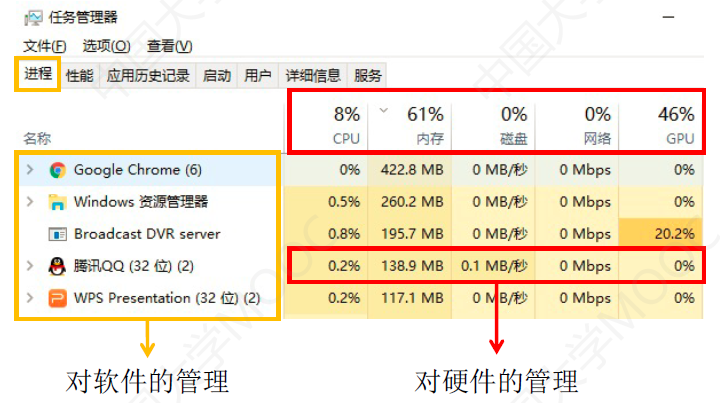 任务管理器
文件(F) 选项(O) 查看(V)
进程 性能 应用历史记录 启动 用户 详细信息 服务
8% 61% 0% 0% 46%
名称 CPU 内存 磁盘 网络 GPU
Google Chrome (6) 0% 422.8 MB 0 MB/秒 0 Mbps 0%
Windows 资源管理器 0.5% 260.2 MB 0 MB/秒 0 Mbps 0%
Broadcast DVR server 0.8% 195.7 MB 0 MB/秒 0 Mbps 20.2%
腾讯QQ (32 位) (2) 0.2% 138.9 MB 0.1 MB/秒 0 Mbps 0%
WPS Presentation (32 位) (2) 0.2% 117.1 MB 0 MB/秒 0 Mbps 0%
对软件的管理 对硬件的管理